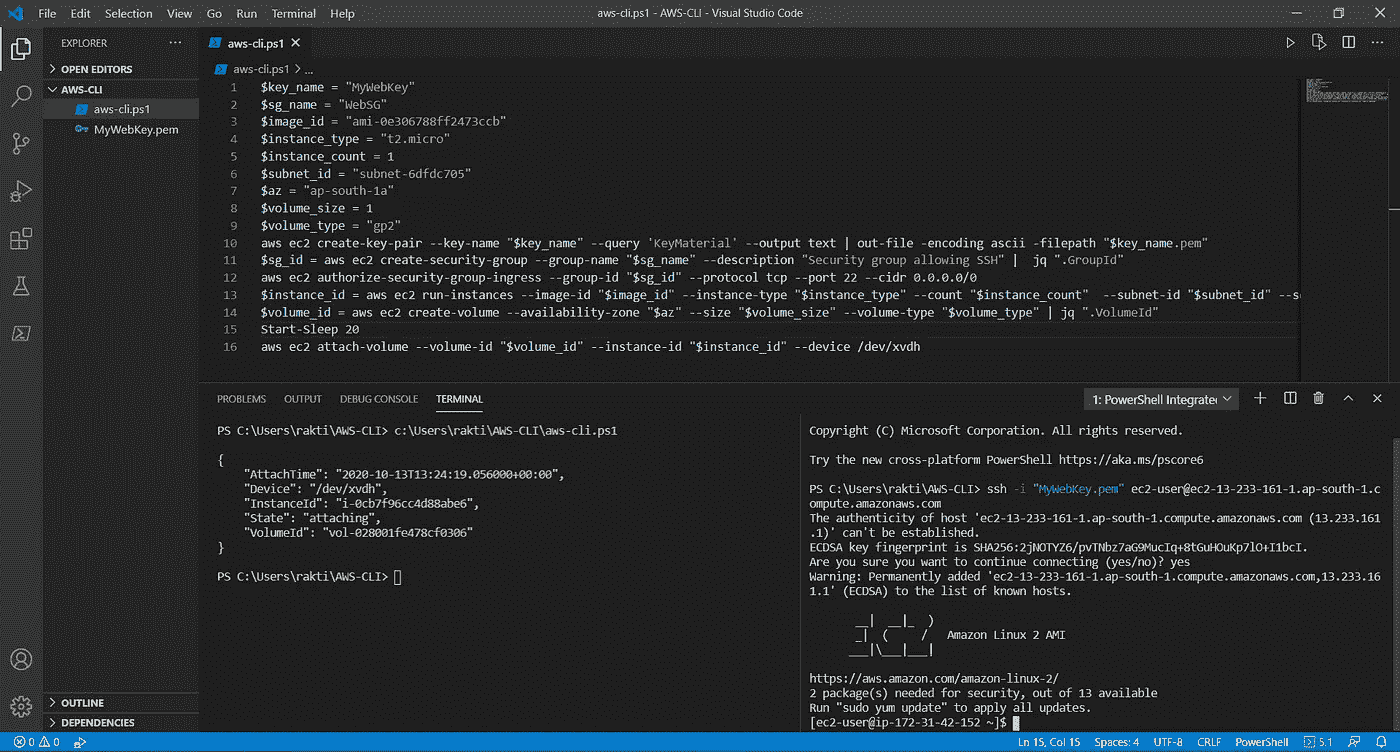 File Edit Selection View Go Run Terminal Help
aws-cli.ps1 - AWS-CLI - Visual Studio Code
EXPLORER
OPEN EDITORS
AWS-CLI
aws-cli.ps1
MyWebKey.pem
OUTLINE
DEPENDENCIES
aws-cli.ps1
aws-cli.ps1 > ...
1 $key_name = "MyWebKey"
2 $sg_name = "WebSG"
3 $image_id = "ami-0e306788ff2473ccb"
4 $instance_type = "t2.micro"
5 $instance_count = 1
6 $subnet_id = "subnet-6dfdc705"
7 $az = "ap-south-1a"
8 $volume_size = 1
9 $volume_type = "gp2"
10 aws ec2 create-key-pair --key-name "$key_name" --query 'KeyMaterial' --output text | out-file -encoding ascii -filepath "$key_name.pem"
11 $sg_id = aws ec2 create-security-group --group-name "$sg_name" --description "Security group allowing SSH" |  jq ".GroupId"
12 aws ec2 authorize-security-group-ingress --group-id "$sg_id" --protocol tcp --port 22 --cidr 0.0.0.0/0
13 $instance_id = aws ec2 run-instances --image-id "$image_id" --instance-type "$instance_type" --count "$instance_count"  --subnet-id "$subnet_id" --s
14 $volume_id = aws ec2 create-volume --availability-zone "$az" --size "$volume_size" --volume-type "$volume_type" | jq ".VolumeId"
15 Start-Sleep 20
16 aws ec2 attach-volume --volume-id "$volume_id" --instance-id "$instance_id" --device /dev/xvdh
PROBLEMS OUTPUT DEBUG CONSOLE TERMINAL
1: PowerShell Integrated
PS C:\Users\rakti\AWS-CLI> c:\Users\rakti\AWS-CLI\aws-cli.ps1
{
"AttachTime": "2020-10-13T13:24:19.056000+00:00",
"Device": "/dev/xvdh",
"InstanceId": "i-0cb7f96cc4d88abe6",
"State": "attaching",
"VolumeId": "vol-028001fe478cf0306"
}
PS C:\Users\rakti\AWS-CLI>
Copyright (C) Microsoft Corporation. All rights reserved.
Try the new cross-platform PowerShell https://aka.ms/pscore6
PS C:\Users\rakti\AWS-CLI> ssh -i "MyWebKey.pem" ec2-user@ec2-13-233-161-1.ap-south-1.c
ompute.amazonaws.com
The authenticity of host 'ec2-13-233-161-1.ap-south-1.compute.amazonaws.com (13.233.161
.1)' can't be established.
ECDSA key fingerprint is SHA256:2jNOTYZ6/pvTNbz7aG9MucIq+8tGuHOuKp7lO+I1bcI.
Are you sure you want to continue connecting (yes/no)? yes
Warning: Permanently added 'ec2-13-233-161-1.ap-south-1.compute.amazonaws.com,13.233.16
1.1' (ECDSA) to the list of known hosts.
__|  __|_  )
_|  (     /   Amazon Linux 2 AMI
___|\___|___|
https://aws.amazon.com/amazon-linux-2/
2 package(s) needed for security, out of 13 available
Run "sudo yum update" to apply all updates.
[ec2-user@ip-172-31-42-152 ~]$
0 0
Ln 15, Col 15 Spaces: 4 UTF-8 CRLF PowerShell 5.1